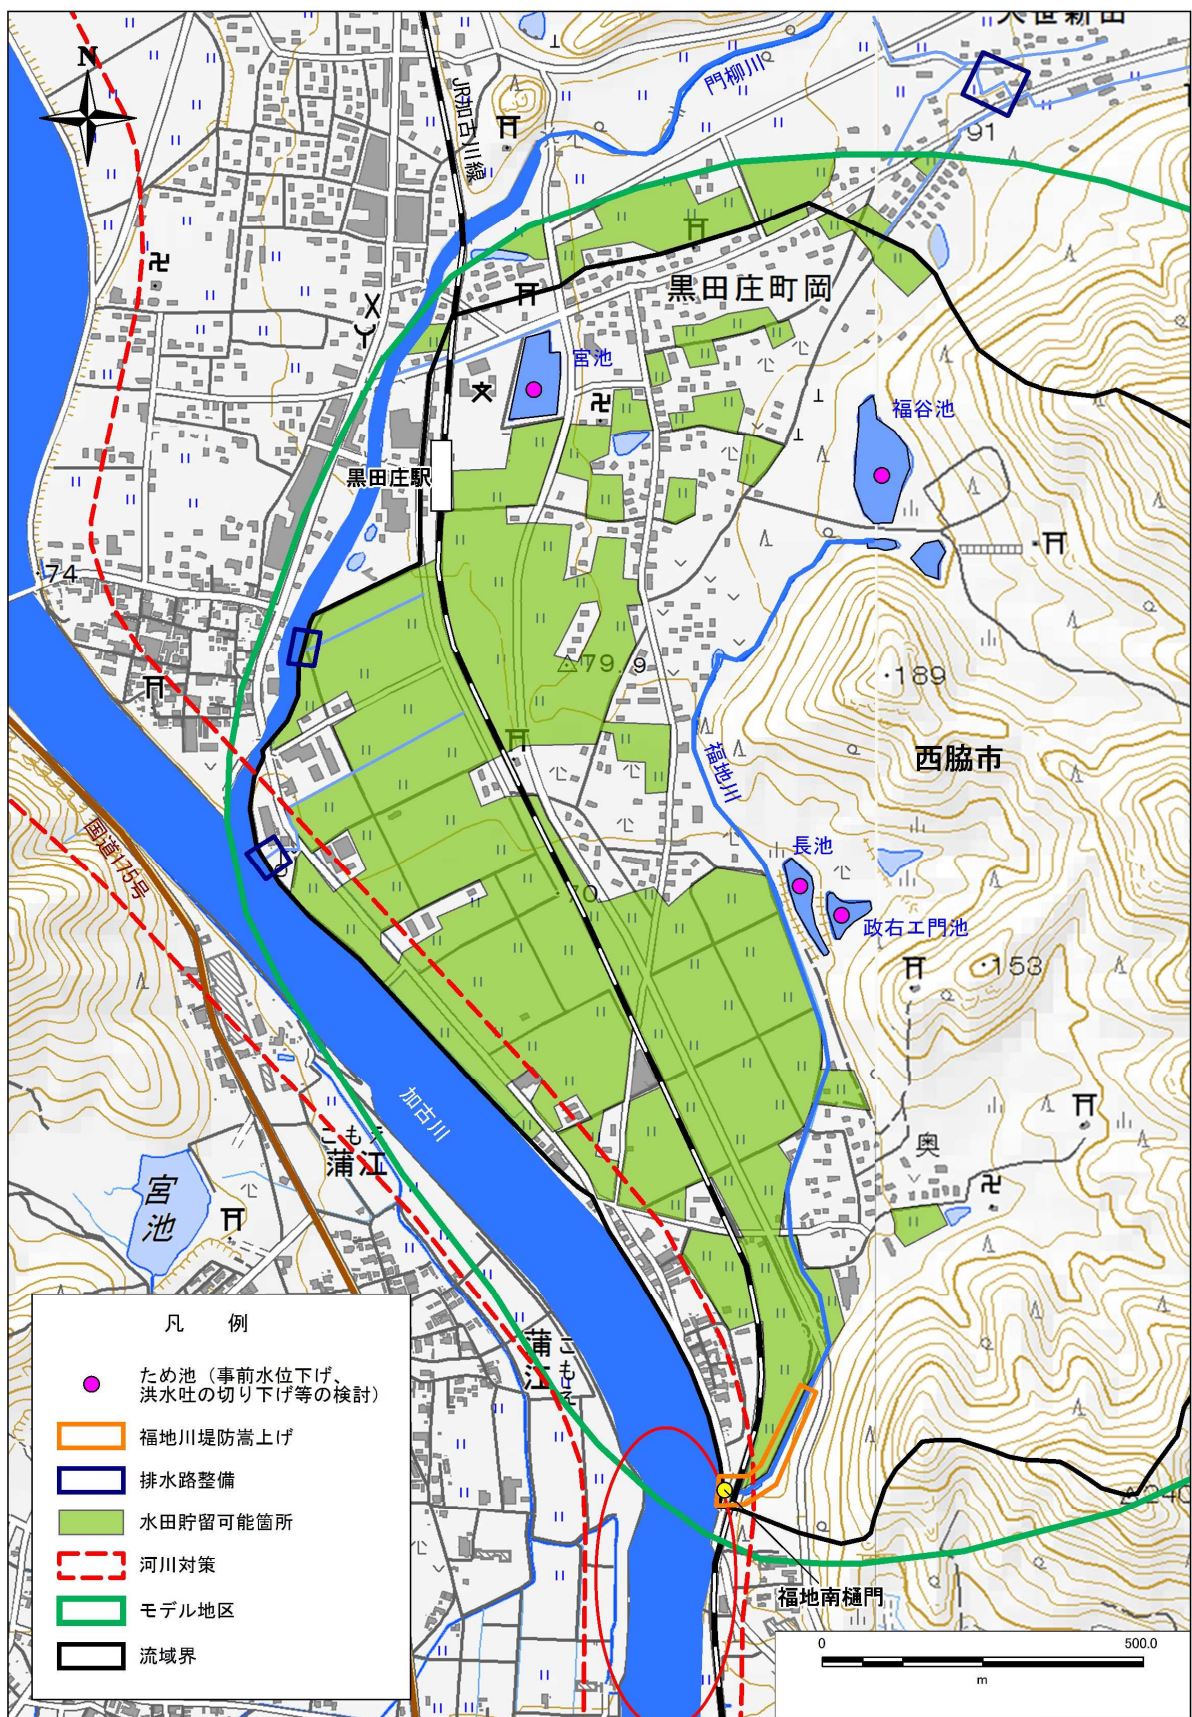 N
JR加古川線
門柳川
91
黒田庄町岡
宮池
福谷池
黒田庄駅
74
79.9
189
西脇市
福地川
国道175号
長池
政右エ門池
70
153
加古川
こもえ
蒲江
奥
宮池
蒲江
こもえ
240
福地南樋門
凡 例
ため池(事前水位下げ、
洪水吐の切り下げ等の検討)
福地川堤防嵩上げ
排水路整備
水田貯留可能箇所
河川対策
モデル地区
流域界
0 500.0
m